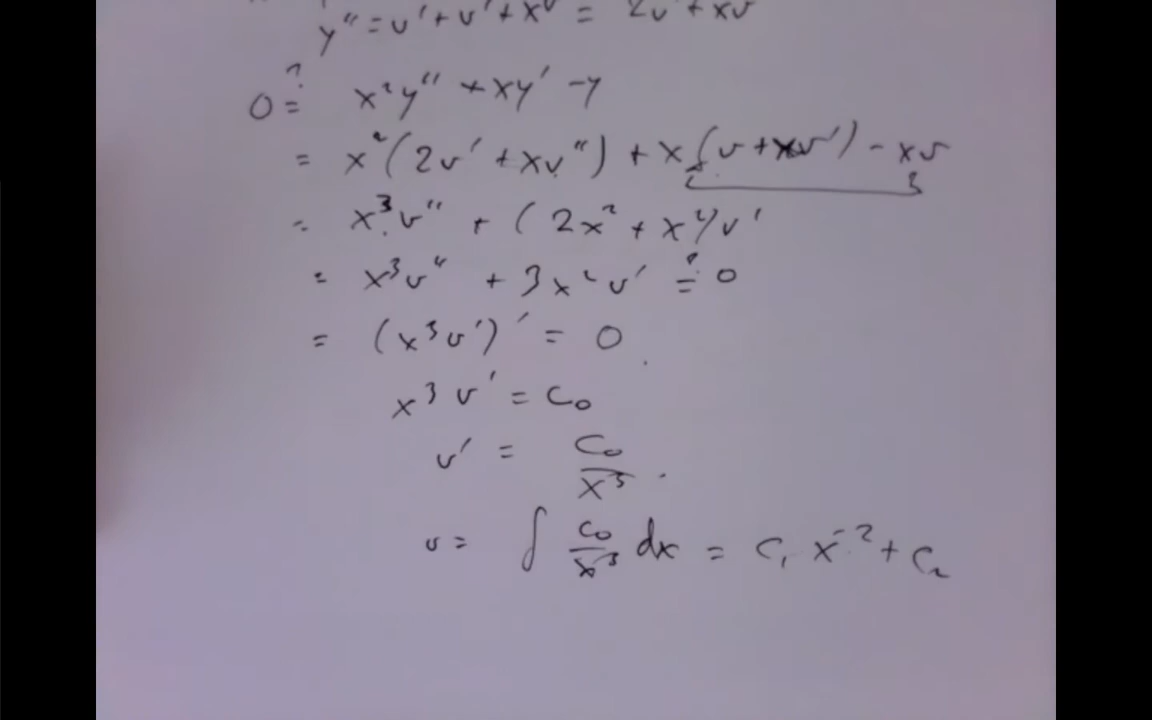 y" = v' + v' + xv" = 2v' + xv"
0 =? x²y" + xy' - y
= x²(2v' + xv") + x(v + xv') - xv
= x³v" + (2x² + x²)v'
= x³v" + 3x²v' =? 0
= (x³v')' = 0.
x³v' = c₀
v' = c₀/x³.
v = ∫ c₀/x³ dx = c₁x⁻² + c₂